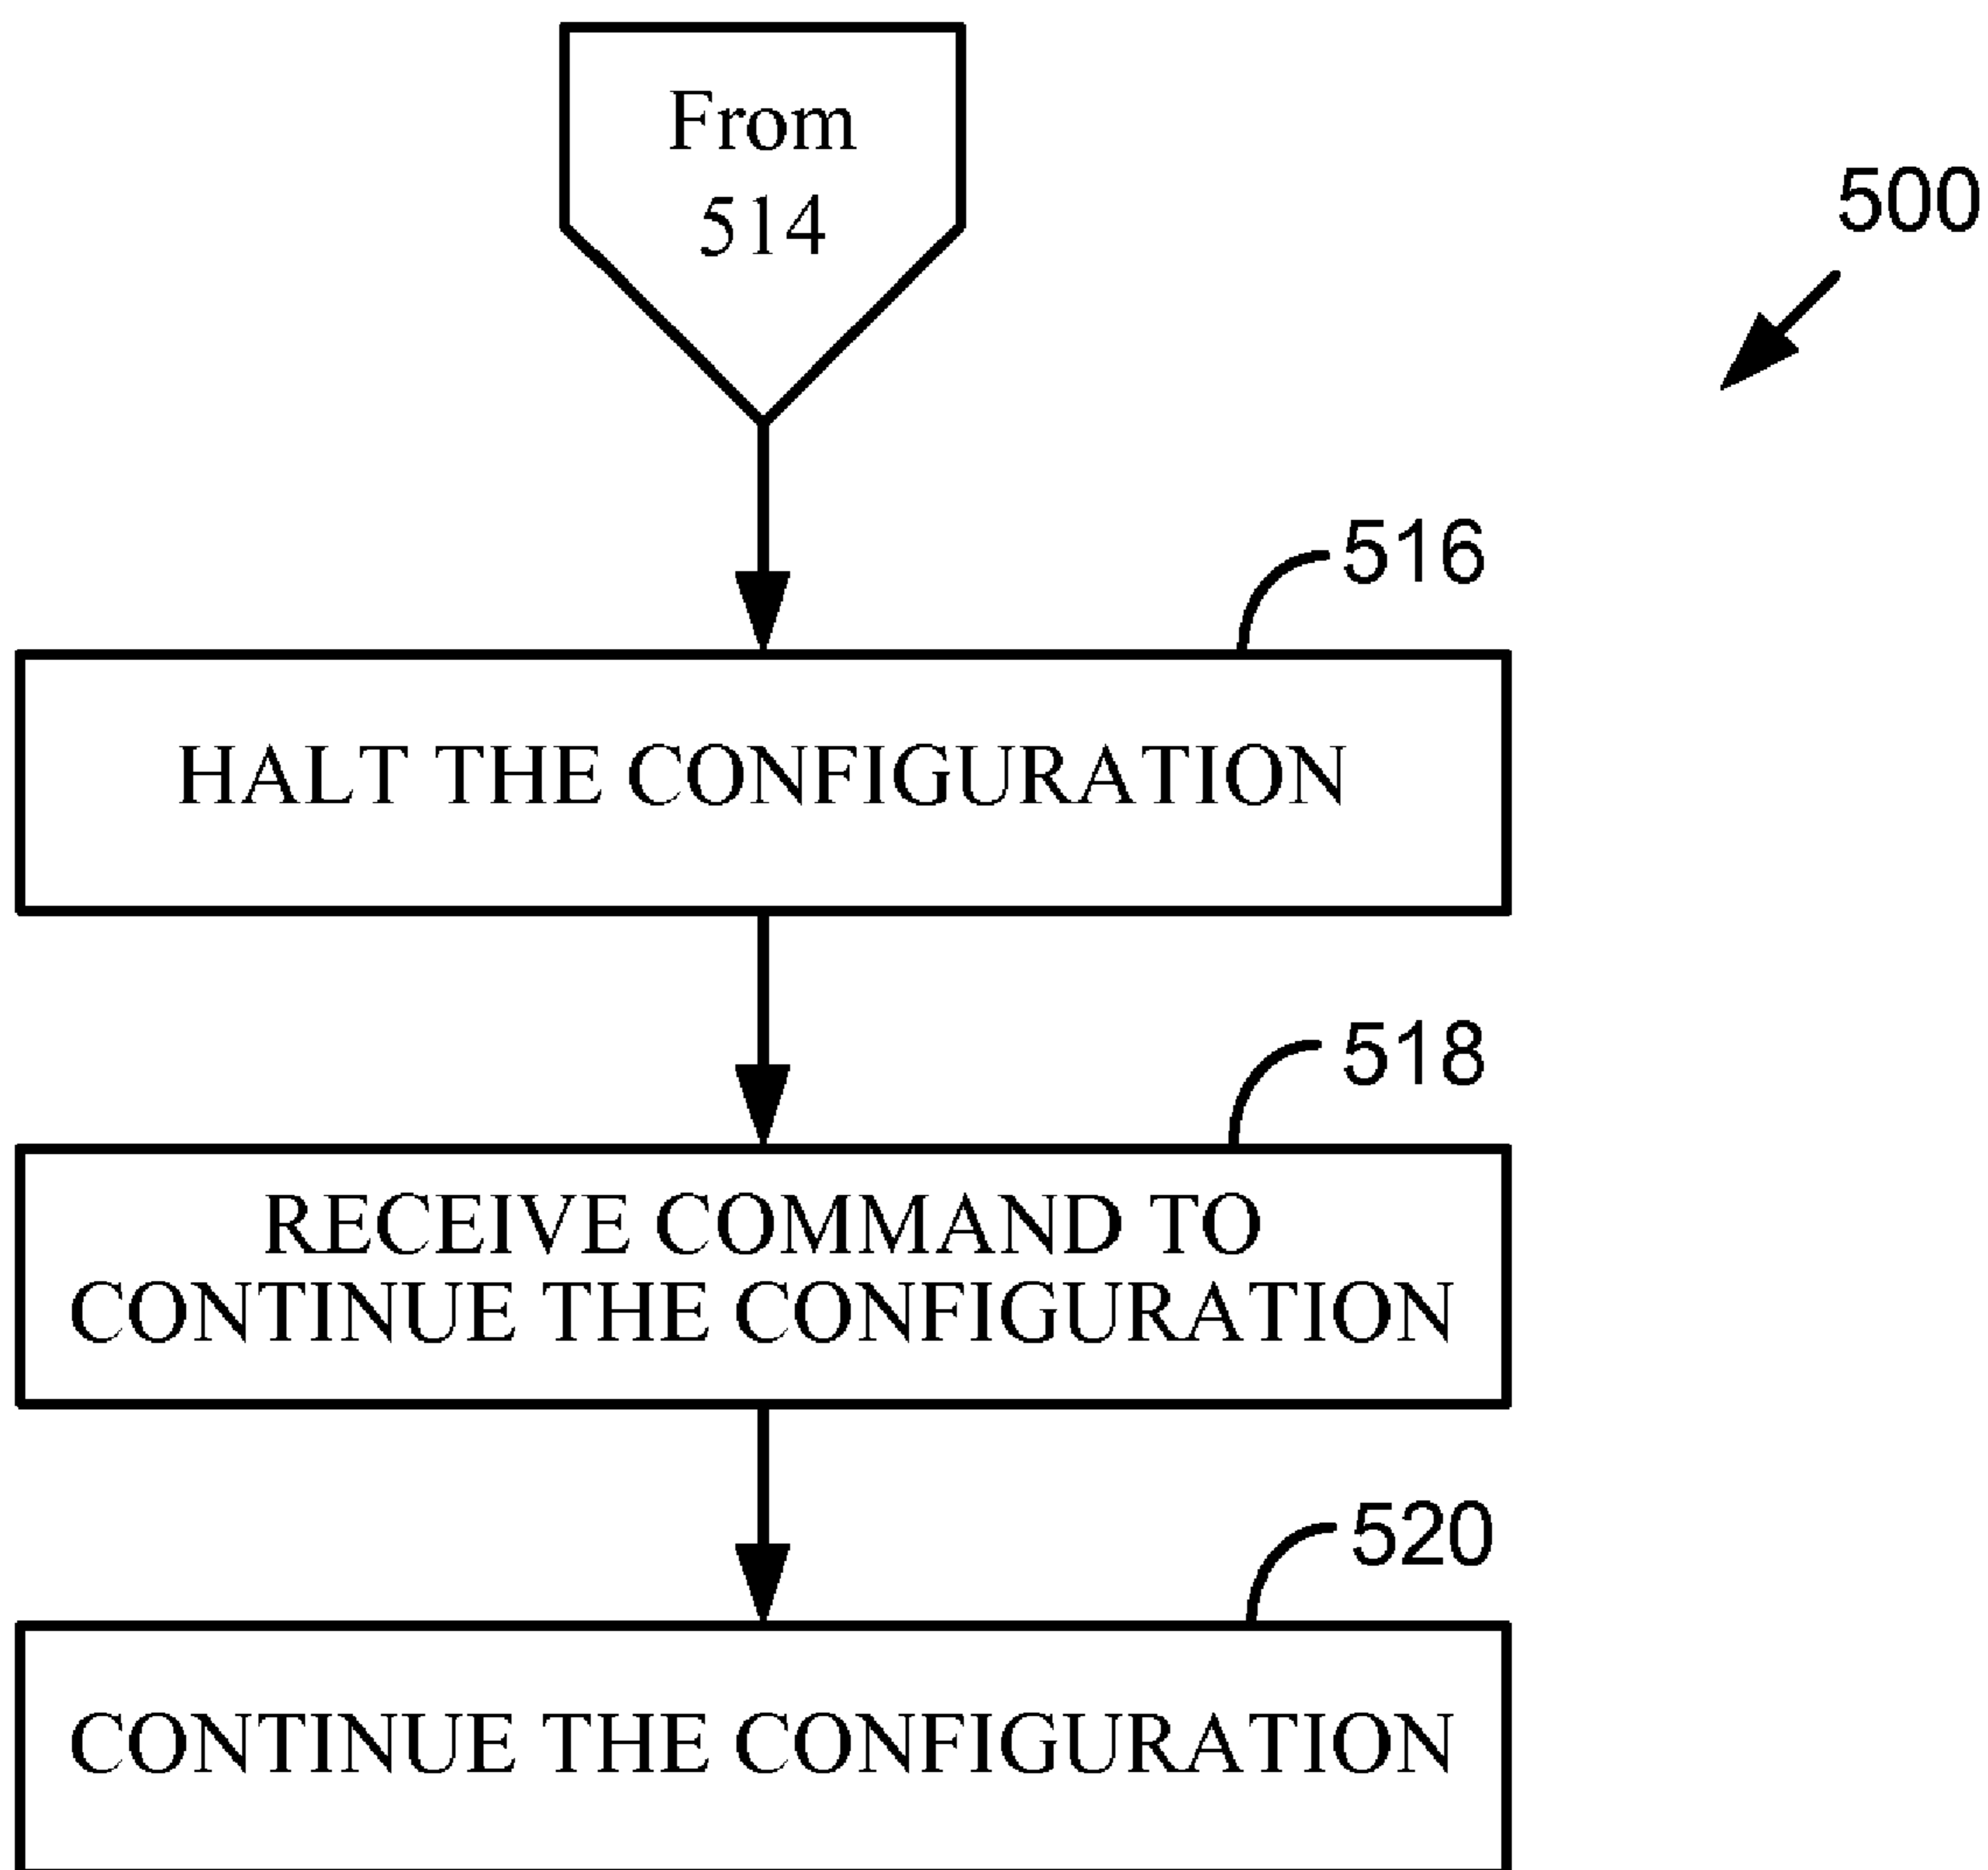 From
514
500
516
HALT THE CONFIGURATION
518
RECEIVE COMMAND TO
CONTINUE THE CONFIGURATION
520
CONTINUE THE CONFIGURATION